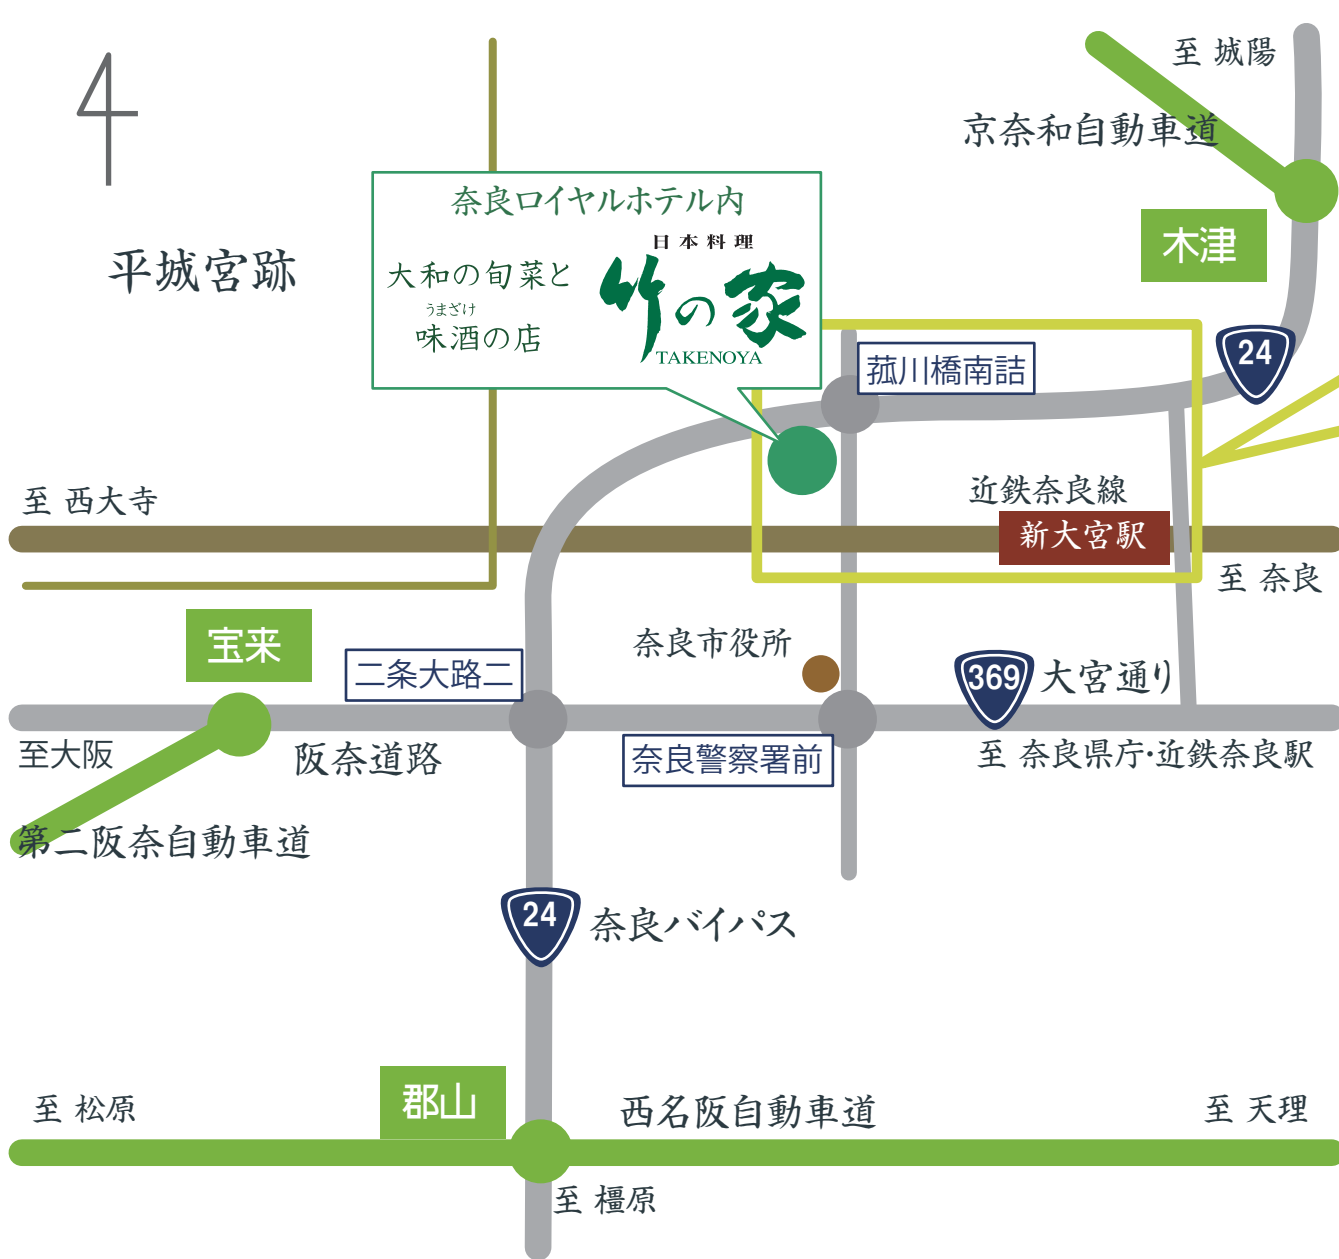 至 城陽
京奈和自動車道
木津
奈良ロイヤルホテル内
日本料理
大和の旬菜と
うまざけ
味酒の店
竹の家
TAKENOYA
平城宮跡
菰川橋南詰
24
至 西大寺
近鉄奈良線
新大宮駅
至 奈良
宝来
二条大路二
奈良市役所
369
大宮通り
至大阪
阪奈道路
奈良警察署前
至 奈良県庁・近鉄奈良駅
第二阪奈自動車道
24
奈良バイパス
至 松原
郡山
西名阪自動車道
至 天理
至 橿原